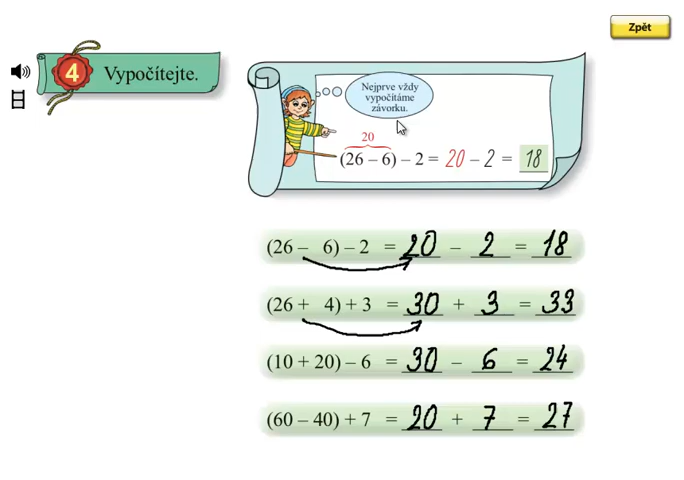 Zpět
4 Vypočítejte.
Nejprve vždy
vypočítáme
závorku.
20
(26 – 6) – 2 = 20 – 2 = 18
(26 – 6) – 2 = 20 – 2 = 18
(26 + 4) + 3 = 30 + 3 = 33
(10 + 20) – 6 = 30 – 6 = 24
(60 – 40) + 7 = 20 + 7 = 27